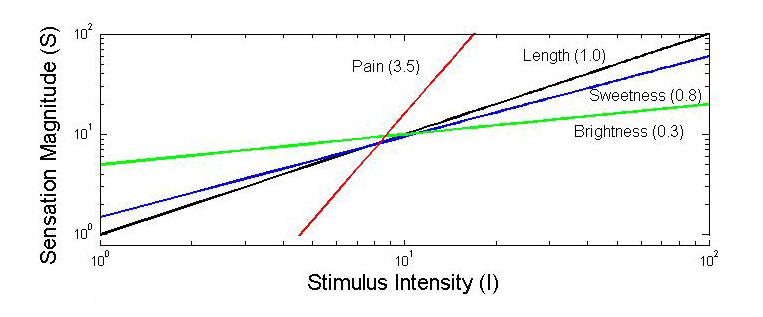 10²
Pain (3.5)
Length (1.0)
Sweetness (0.8)
10¹
Brightness (0.3)
10⁰
Sensation Magnitude (S)
10⁰
10¹
10²
Stimulus Intensity (I)